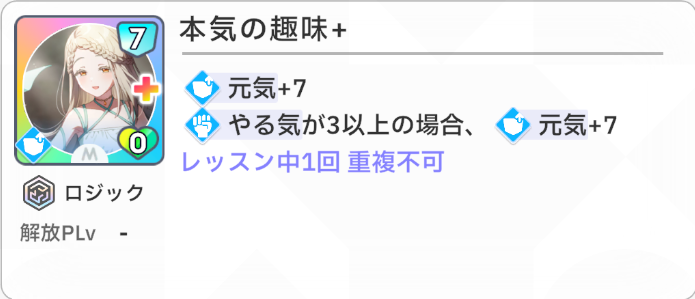 本気の趣味+
7
元気+7
やる気が3以上の場合、元気+7
レッスン中1回 重複不可
0
M
ロジック
解放PLv -